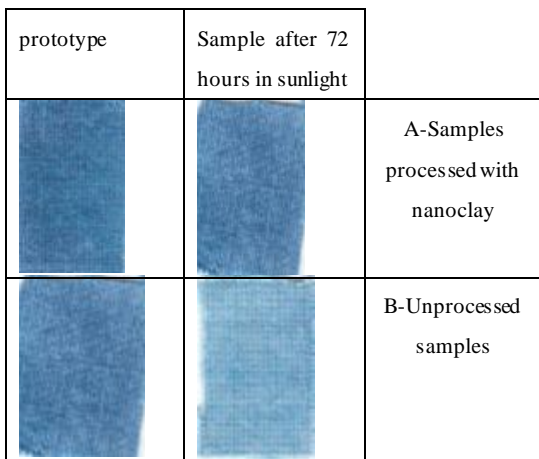 prototype
Sample after 72
hours in sunlight
A-Samples
processed with
nanoclay
B-Unprocessed
samples